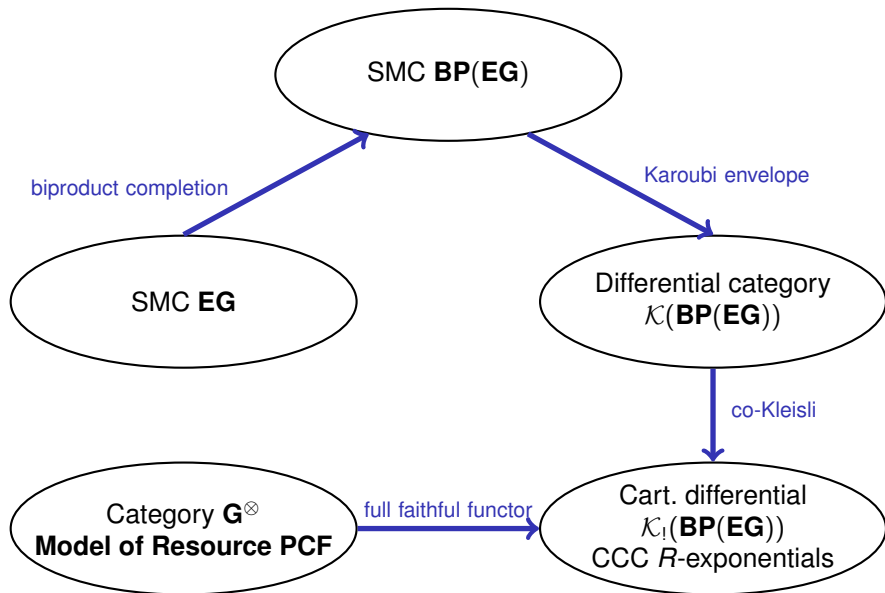 SMC BP(EG)
biproduct completion
Karoubi envelope
SMC EG
Differential category
𝒦(BP(EG))
co-Kleisli
Category G⊗
Model of Resource PCF
full faithful functor
Cart. differential
𝒦!(BP(EG))
CCC R-exponentials